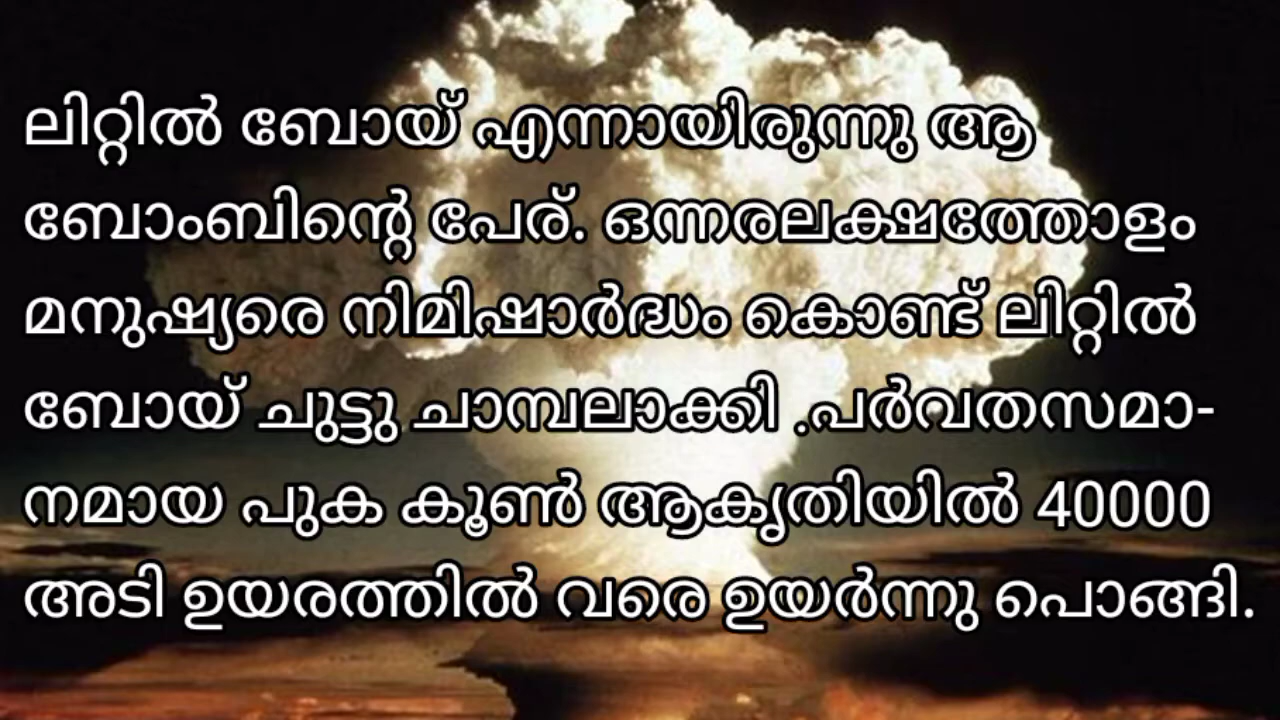 ലിറ്റിൽ ബോയ് എന്നായിരുന്നു ആ
ബോംബിന്റെ പേര്. ഒന്നരലക്ഷത്തോളം
മനുഷ്യരെ നിമിഷാർദ്ധം കൊണ്ട് ലിറ്റിൽ
ബോയ് ചുട്ടു ചാമ്പലാക്കി .പർവതസമാ-
നമായ പുക കൂൺ ആകൃതിയിൽ 40000
അടി ഉയരത്തിൽ വരെ ഉയർന്നു പൊങ്ങി.